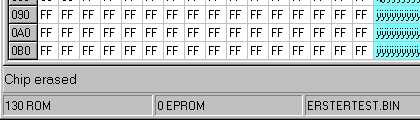 090 FF FF FF FF FF FF FF FF FF FF FF FF FF FF FF FF
0A0 FF FF FF FF FF FF FF FF FF FF FF FF FF FF FF FF
0B0 FF FF FF FF FF FF FF FF FF FF FF FF FF FF FF FF
Chip erased
130 ROM 0 EPROM ERSTERTEST.BIN